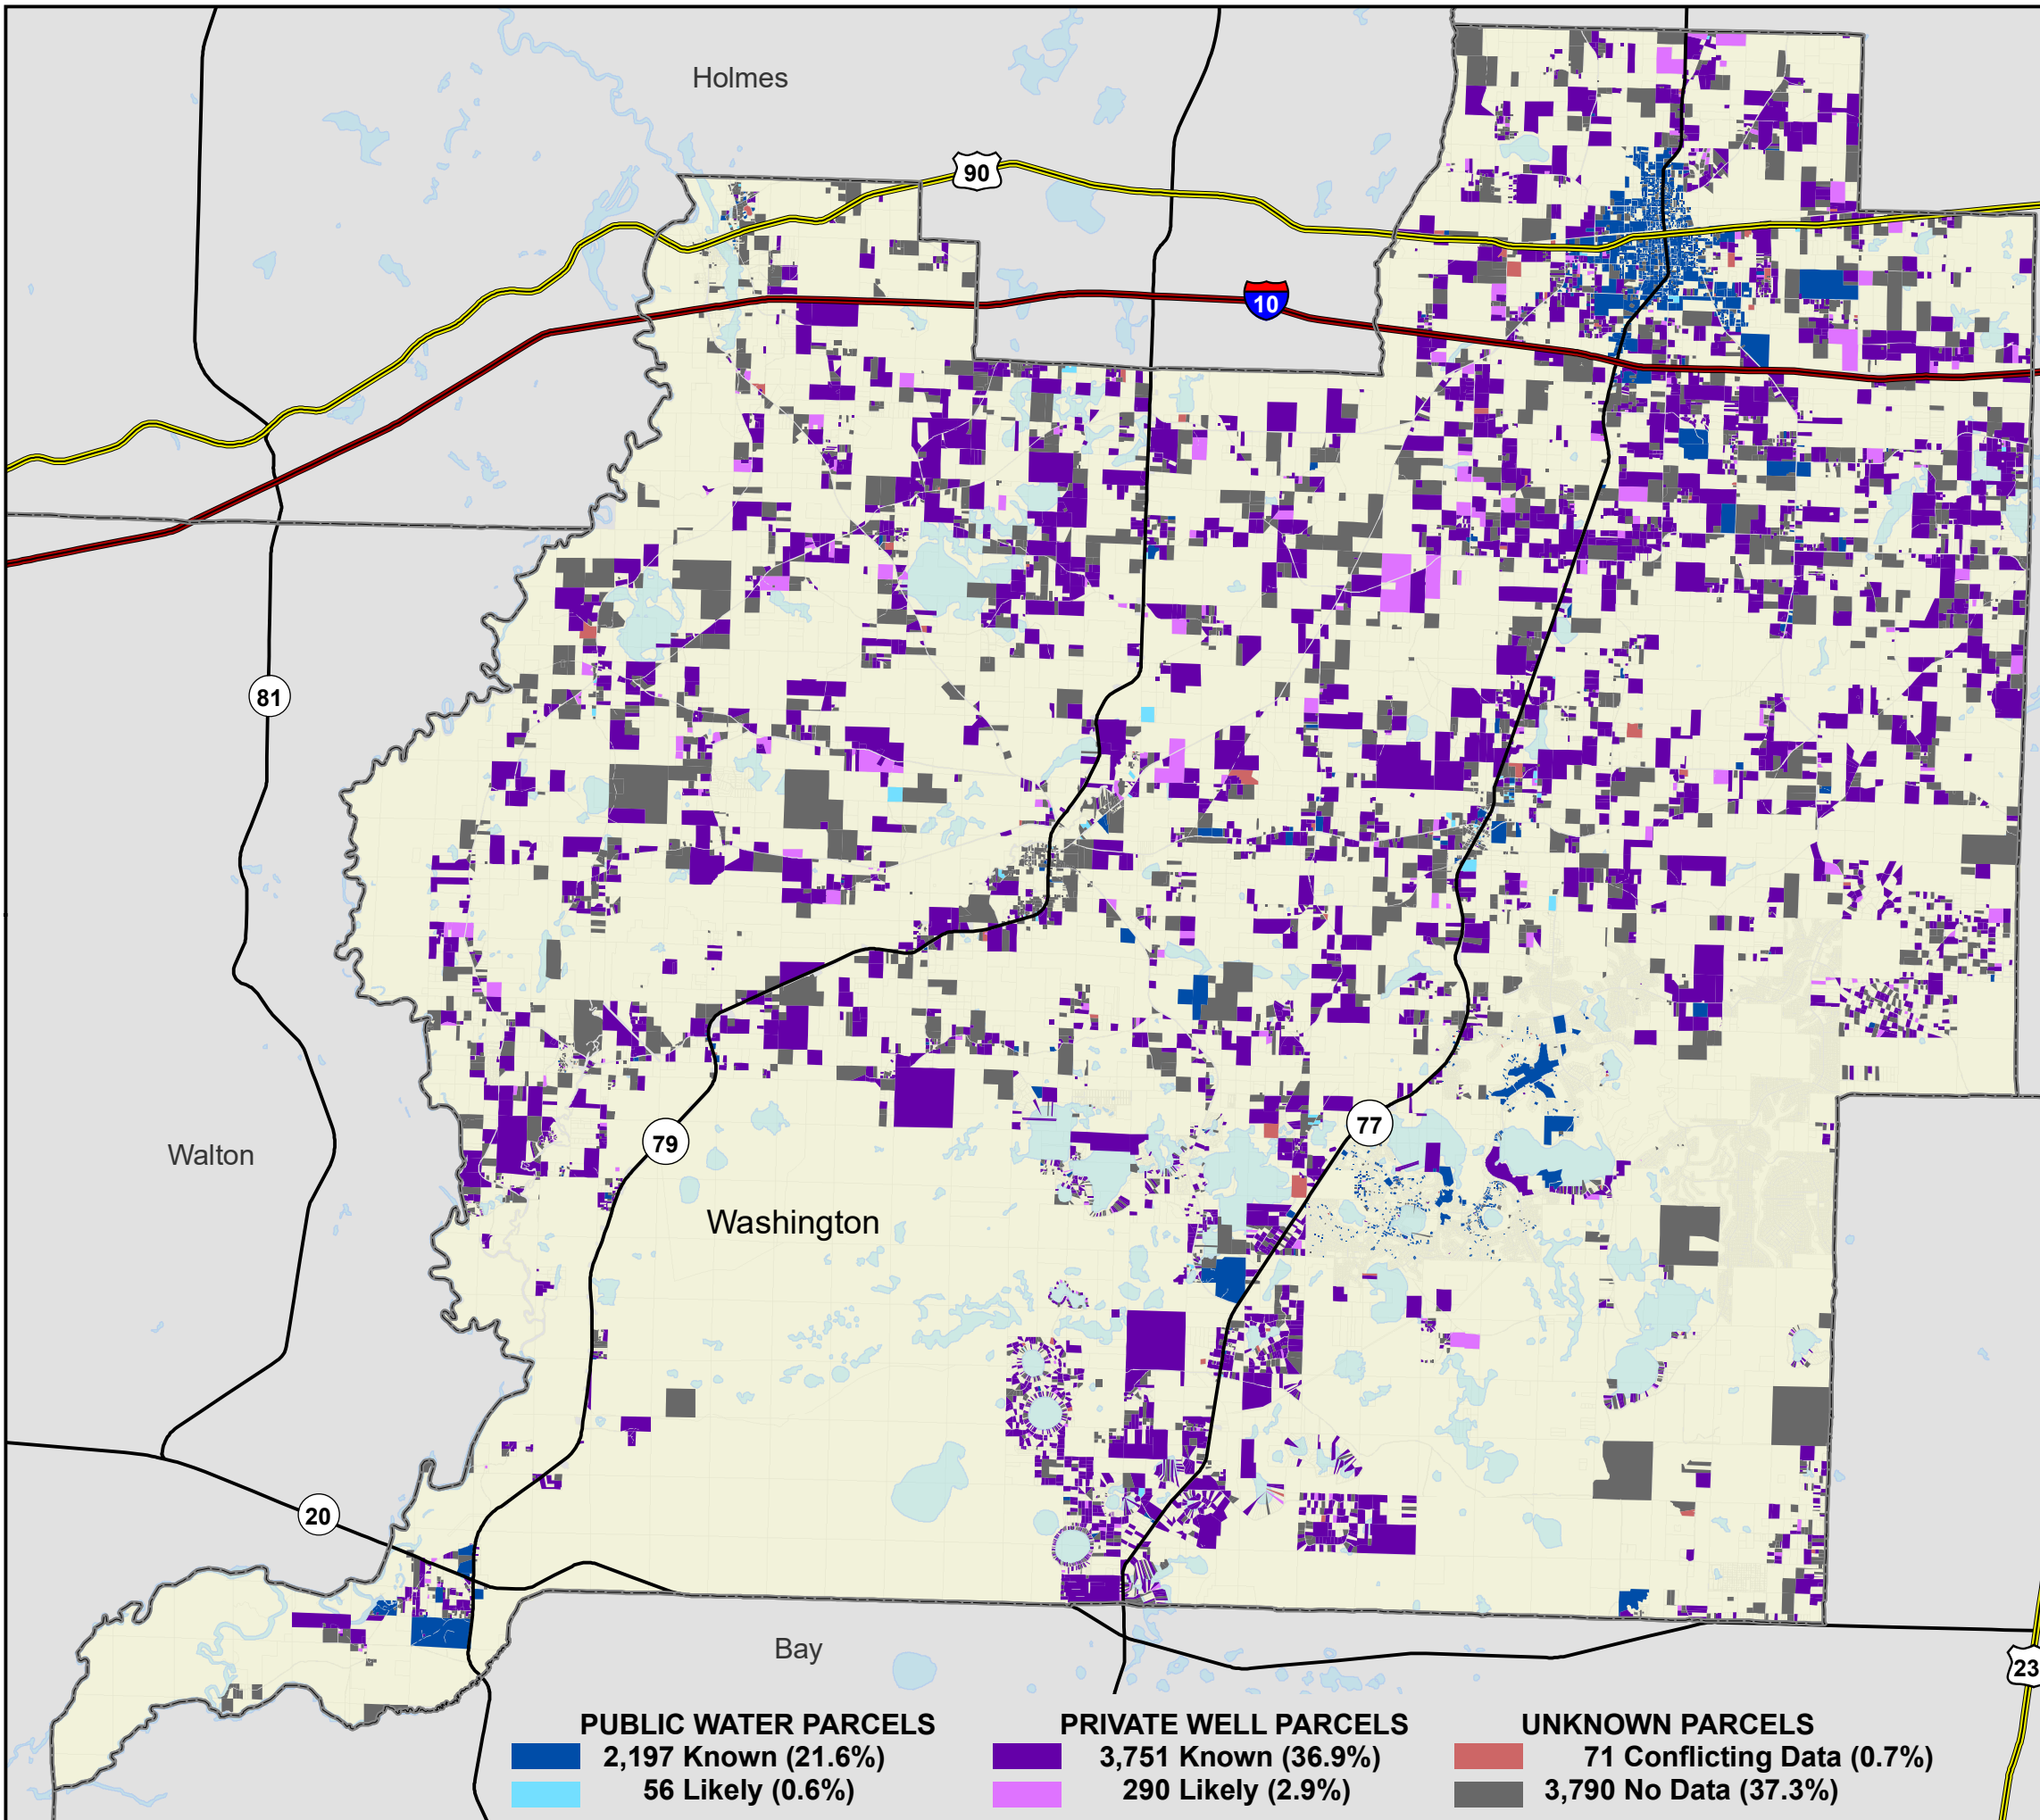 Holmes
90
10
81
Walton
79
77
Washington
20
Bay
23
PUBLIC WATER PARCELS
2,197 Known (21.6%)
56 Likely (0.6%)
PRIVATE WELL PARCELS
3,751 Known (36.9%)
290 Likely (2.9%)
UNKNOWN PARCELS
71 Conflicting Data (0.7%)
3,790 No Data (37.3%)